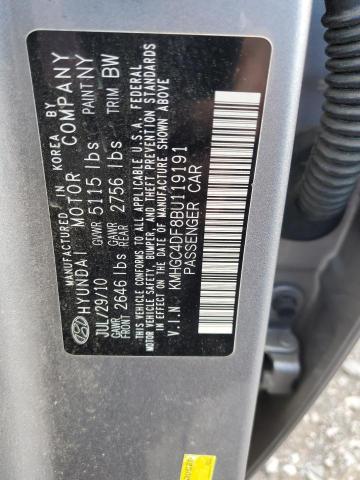 MFD. IN KOREA BY
HYUNDAI MOTOR COMPANY
JUL/29/10 GVWR 5115 lbs PAINT NY
GAWR FRONT 2646 lbs GAWR REAR 2756 lbs TRIM BW
THIS VEHICLE CONFORMS TO ALL APPLICABLE U.S.A. FEDERAL
MOTOR VEHICLE SAFETY, BUMPER, AND THEFT PREVENTION STANDARDS
IN EFFECT ON THE DATE OF MANUFACTURE SHOWN ABOVE.
V.I.N. KMHGC4DF8BU119191
PASSENGER CAR